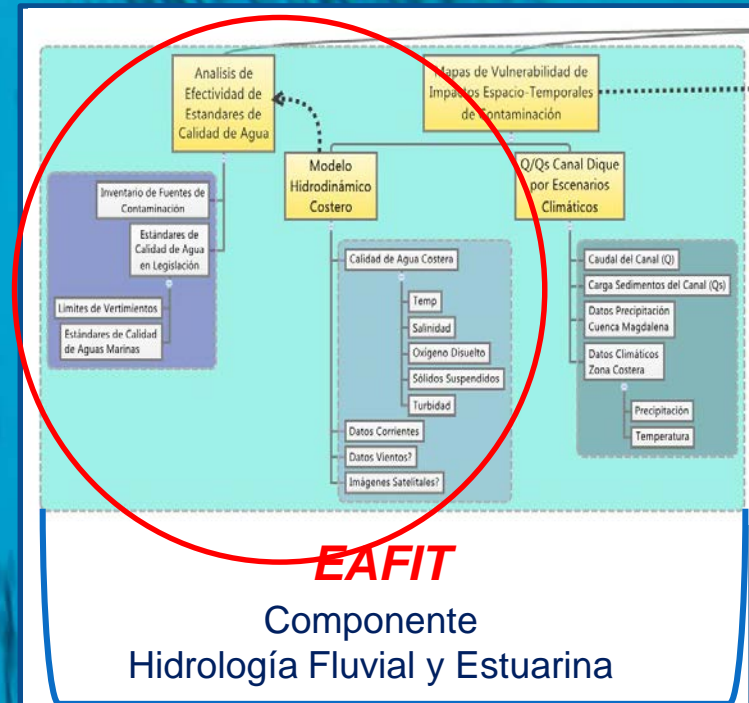 Analisis de
Efectividad de
Estandares de
Calidad de Agua
Mapas de Vulnerabilidad de
Impactos Espacio-Temporales
de Contaminación
Modelo
Hidrodinámico
Costero
Q/Qs Canal Dique
por Escenarios
Climáticos
Inventario de Fuentes de
Contaminación
Estándares de
Calidad de Agua
en Legislación
Limites de Vertimientos
Estándares de Calidad
de Aguas Marinas
Calidad de Agua Costera
Temp
Salinidad
Oxigeno Disuelto
Sólidos Suspendidos
Turbidad
Datos Corrientes
Datos Vientos?
Imágenes Satelitales?
Caudal del Canal (Q)
Carga Sedimentos del Canal (Qs)
Datos Precipitación
Cuenca Magdalena
Datos Climáticos
Zona Costera
Precipitación
Temperatura
EAFIT
Componente
Hidrología Fluvial y Estuarina